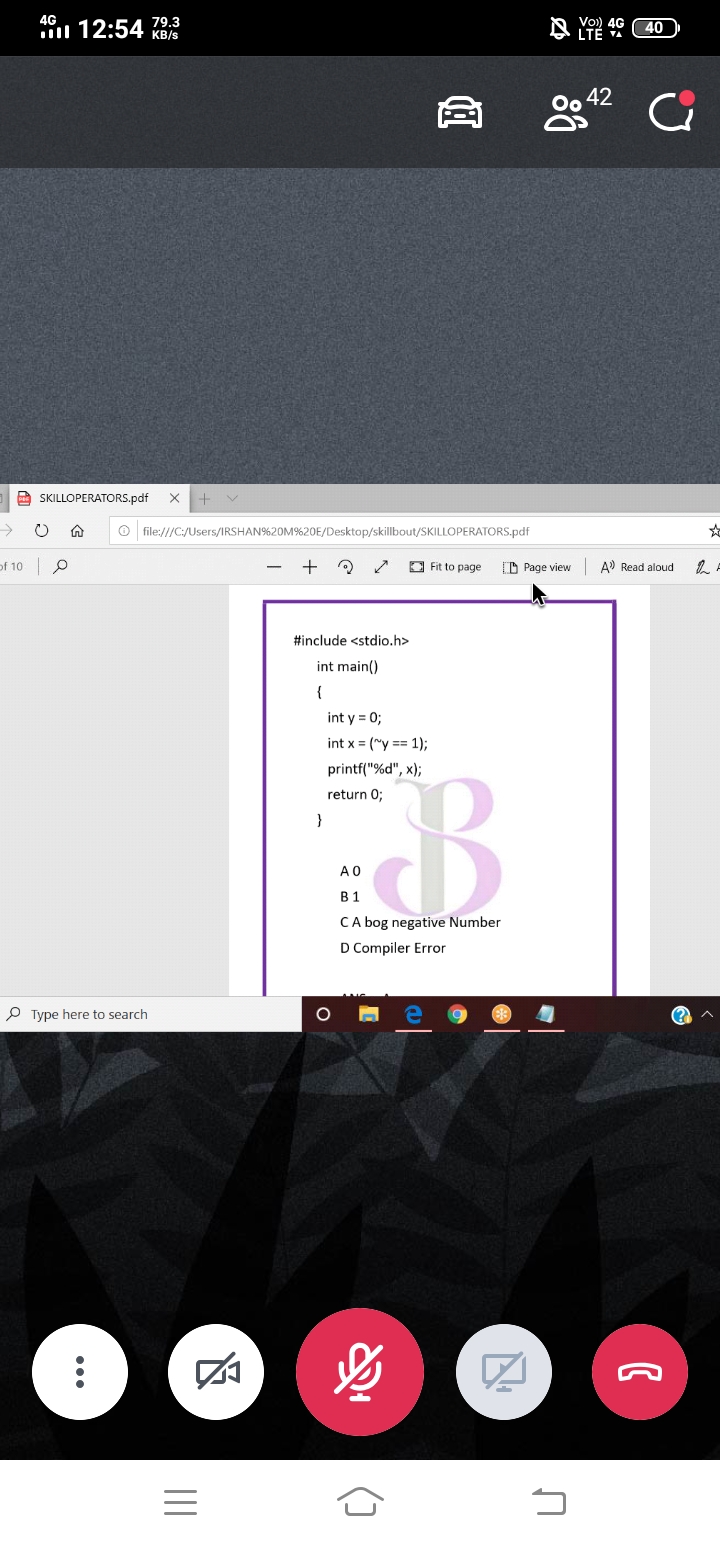 4G 12:54 79.3 KB/s Vo)) LTE 4G 40
42
SKILLOPERATORS.pdf
file:///C:/Users/IRSHAN%20M%20E/Desktop/skillbout/SKILLOPERATORS.pdf
of 10 Fit to page Page view Read aloud
#include <stdio.h>
int main()
{
int y = 0;
int x = (~y == 1);
printf("%d", x);
return 0;
}
A 0
B 1
C A bog negative Number
D Compiler Error
Type here to search